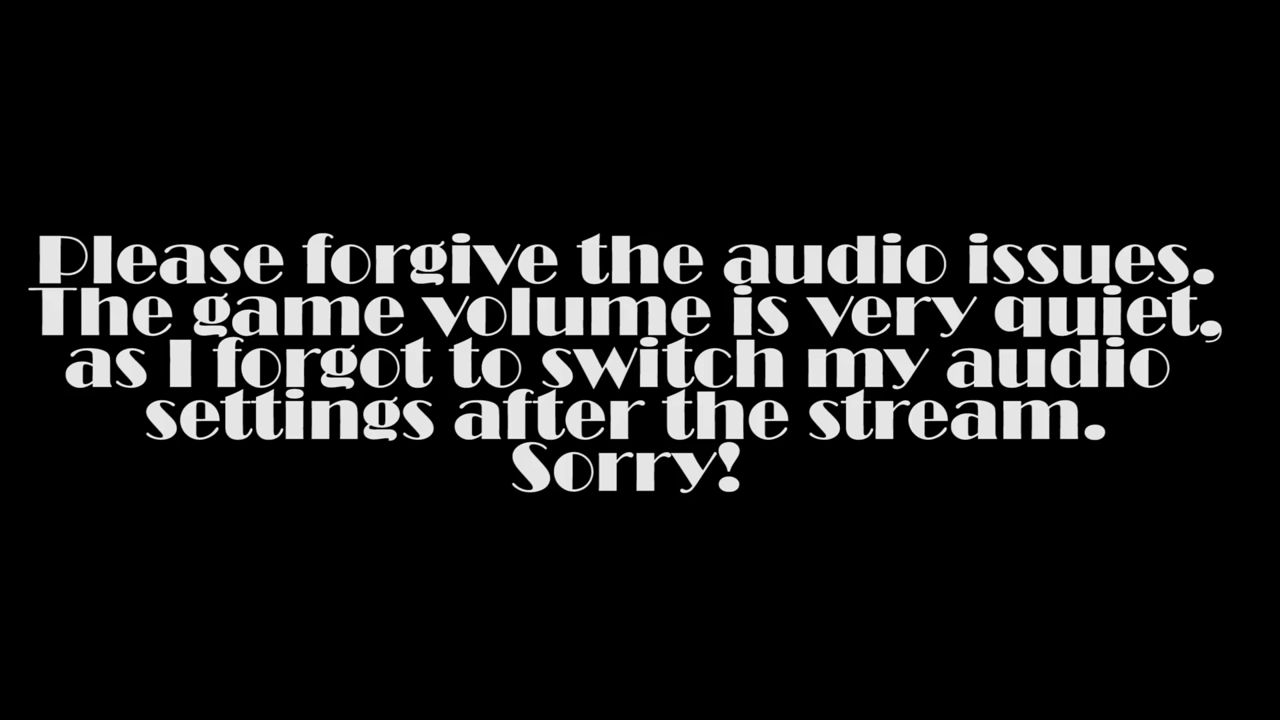 Please forgive the audio issues.
The game volume is very quiet,
as I forgot to switch my audio
settings after the stream.
Sorry!